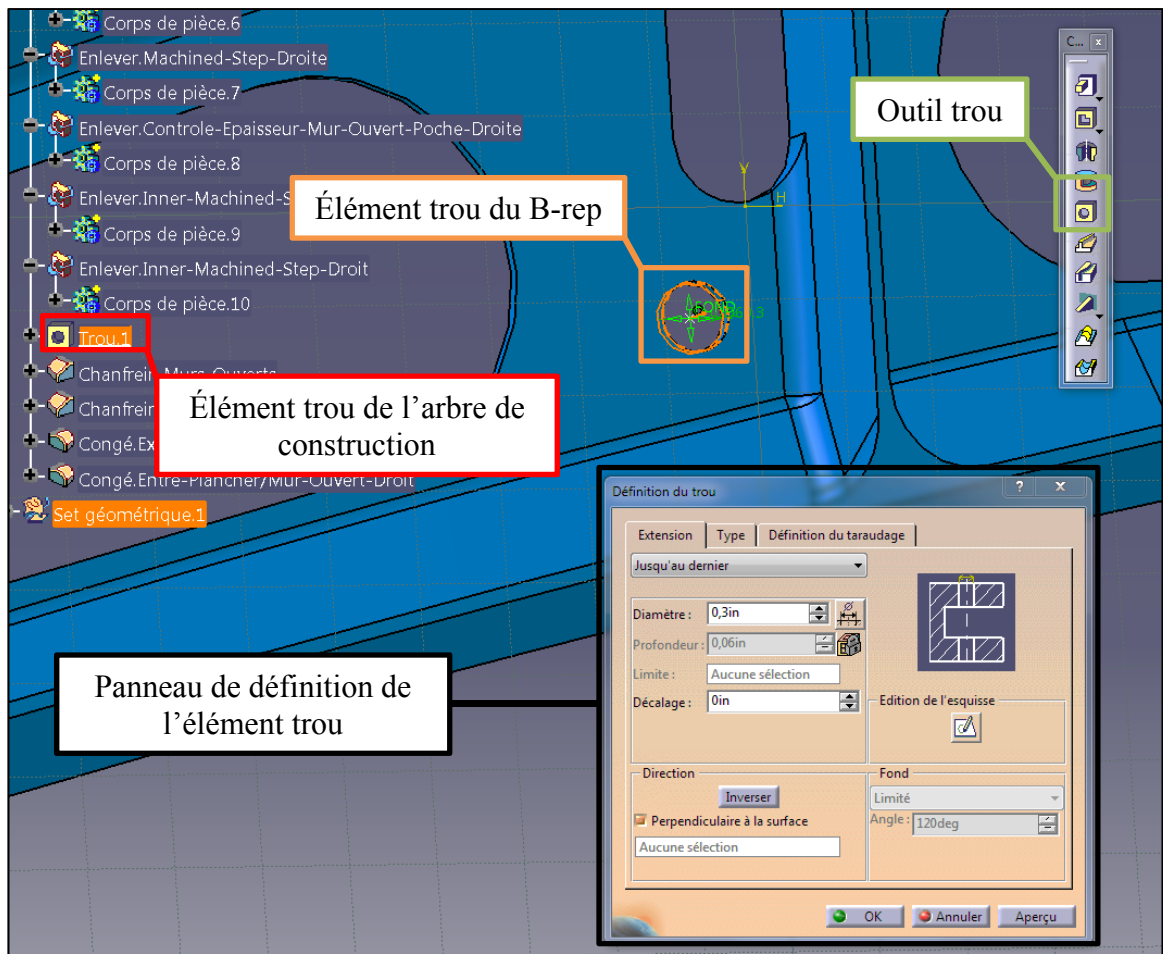 Corps de pièce.6
Enlever.Machined-Step-Droite
Corps de pièce.7
Enlever.Controle-Epaisseur-Mur-Ouvert-Poche-Droite
Corps de pièce.8
Enlever.Inner-Machined-S
Corps de pièce.9
Enlever.Inner-Machined-Step-Droit
Corps de pièce.10
Trou.1
Chanfrein.Murs-Ouverts
Chanfrein
Congé.Ex
Congé.Entre-Plancher/Mur-Ouvert-Droit
Set géométrique.1
C... x
Outil trou
Élément trou du B-rep
Y
H
Élément trou de l'arbre de
construction
Panneau de définition de
l'élément trou
Définition du trou
? X
Extension Type Définition du taraudage
Jusqu'au dernier
Diamètre : 0,3in
Profondeur : 0,06in
Limite : Aucune sélection
Décalage : 0in
Edition de l'esquisse
Direction
Inverser
Perpendiculaire à la surface
Aucune sélection
Fond
Limité
Angle : 120deg
OK Annuler Aperçu